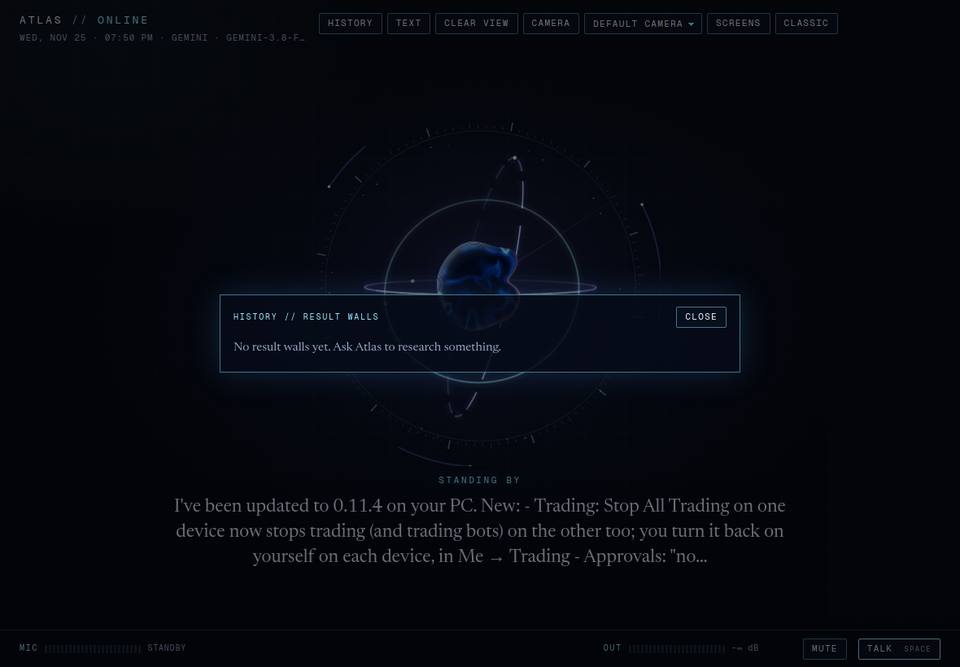 ATLAS // ONLINE
WED, NOV 25 · 07:50 PM · GEMINI · GEMINI-3.8-F…
HISTORY
TEXT
CLEAR VIEW
CAMERA
DEFAULT CAMERA
SCREENS
CLASSIC
HISTORY // RESULT WALLS
CLOSE
No result walls yet. Ask Atlas to research something.
STANDING BY
I've been updated to 0.11.4 on your PC. New: - Trading: Stop All Trading on one
device now stops trading (and trading bots) on the other too; you turn it back on
yourself on each device, in Me → Trading - Approvals: "no...
MIC
STANDBY
OUT
-∞ dB
MUTE
TALK SPACE